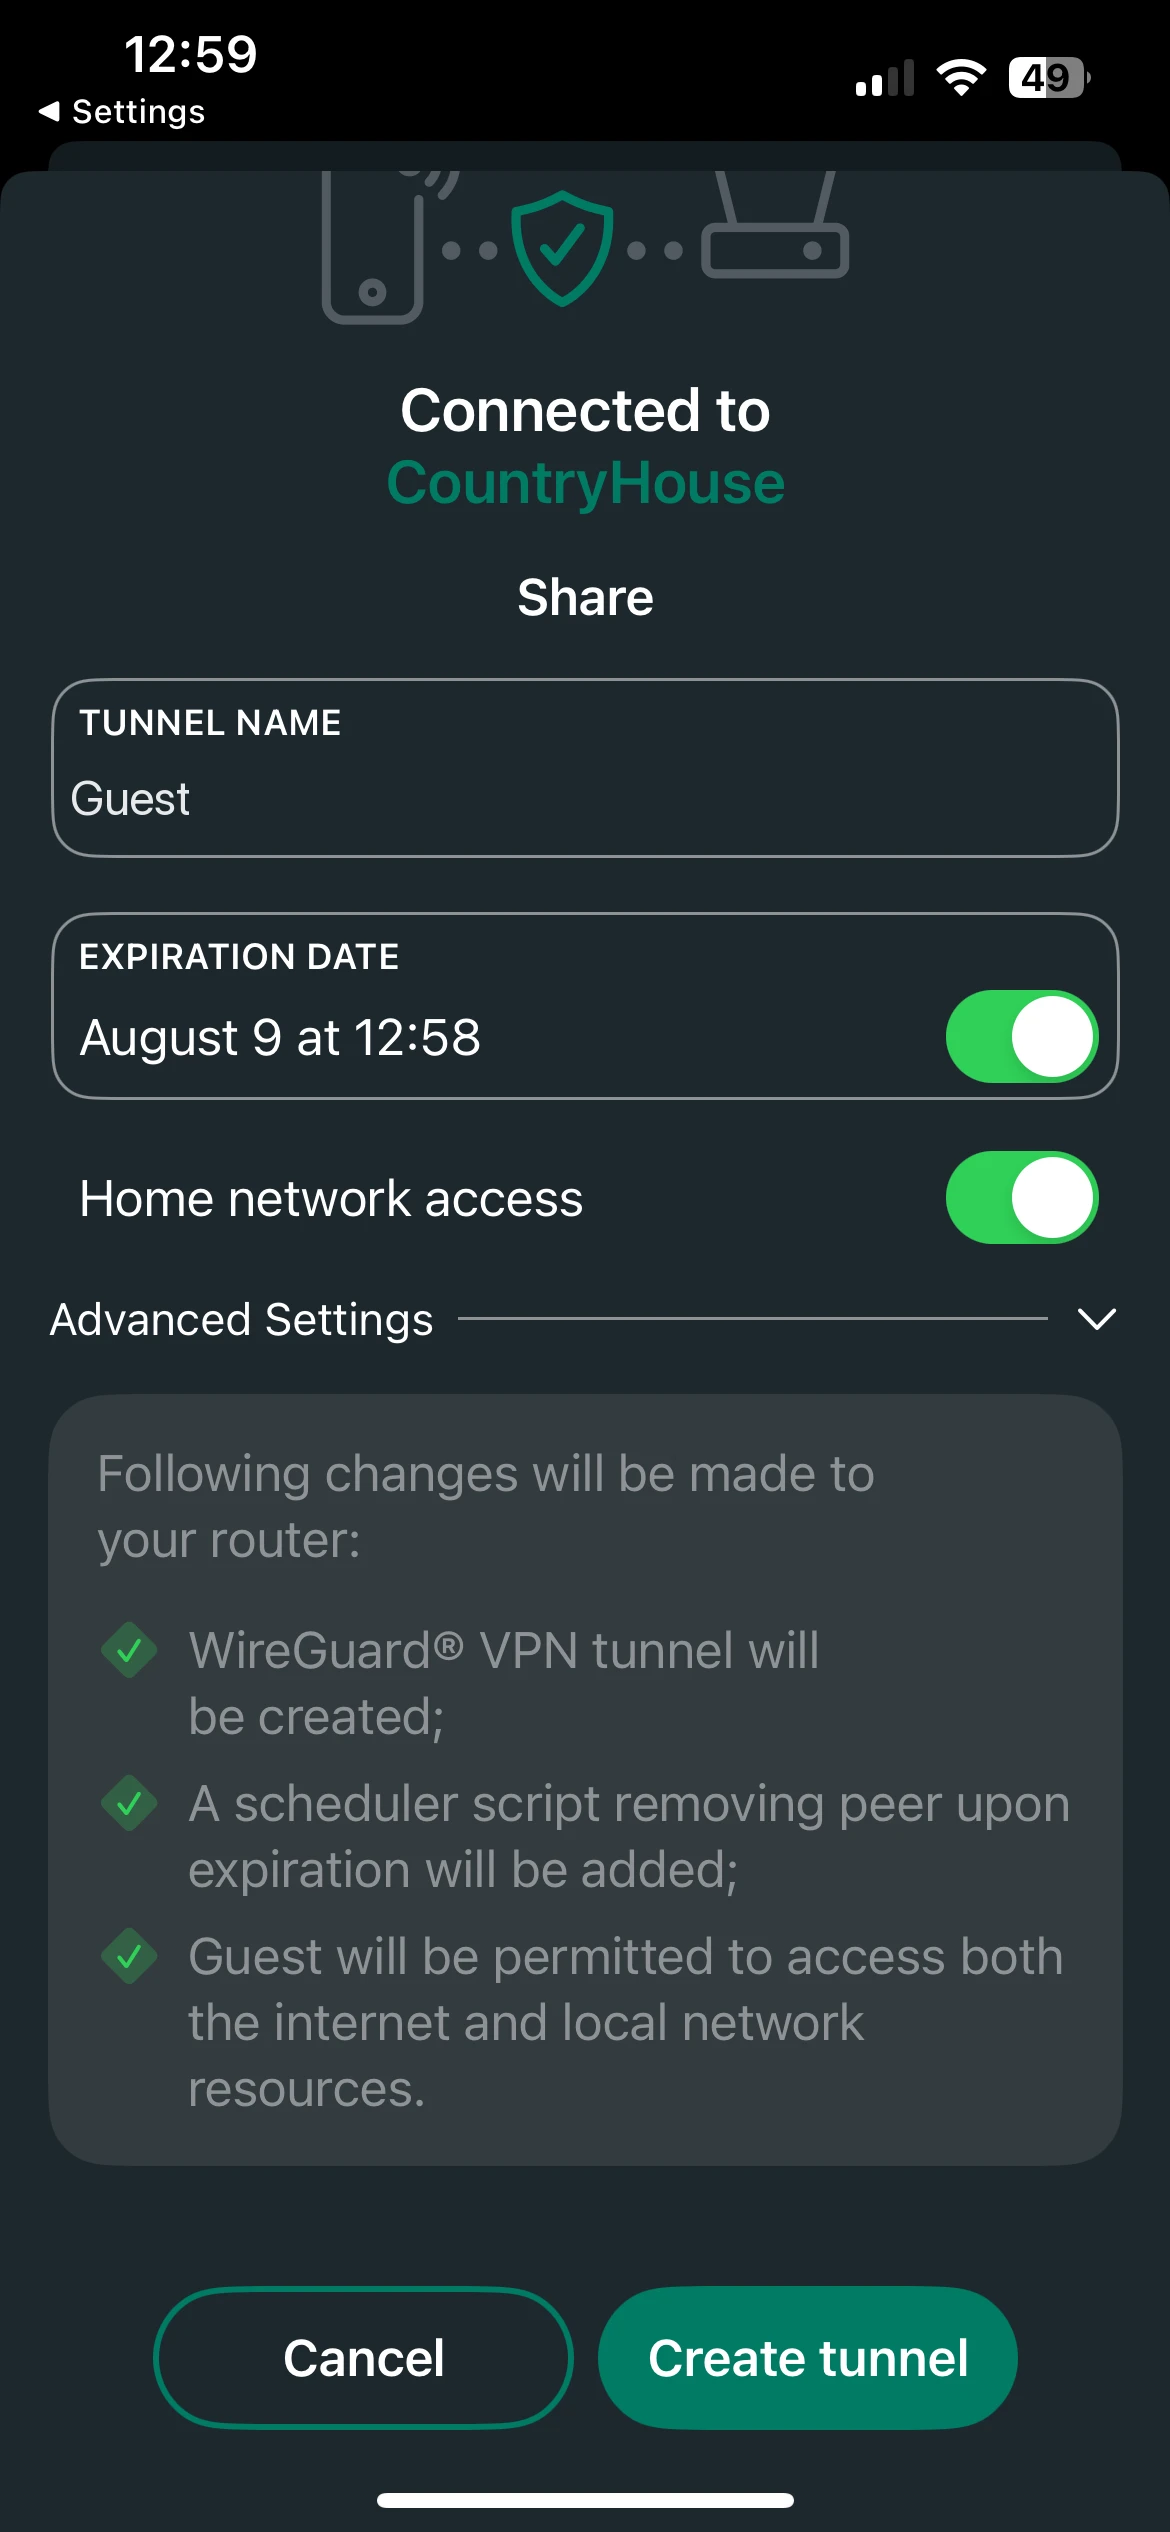 12:59
Settings
49
Connected to
CountryHouse
Share
TUNNEL NAME
Guest
EXPIRATION DATE
August 9 at 12:58
Home network access
Advanced Settings
Following changes will be made to
your router:
WireGuard® VPN tunnel will
be created;
A scheduler script removing peer upon
expiration will be added;
Guest will be permitted to access both
the internet and local network
resources.
Cancel
Create tunnel